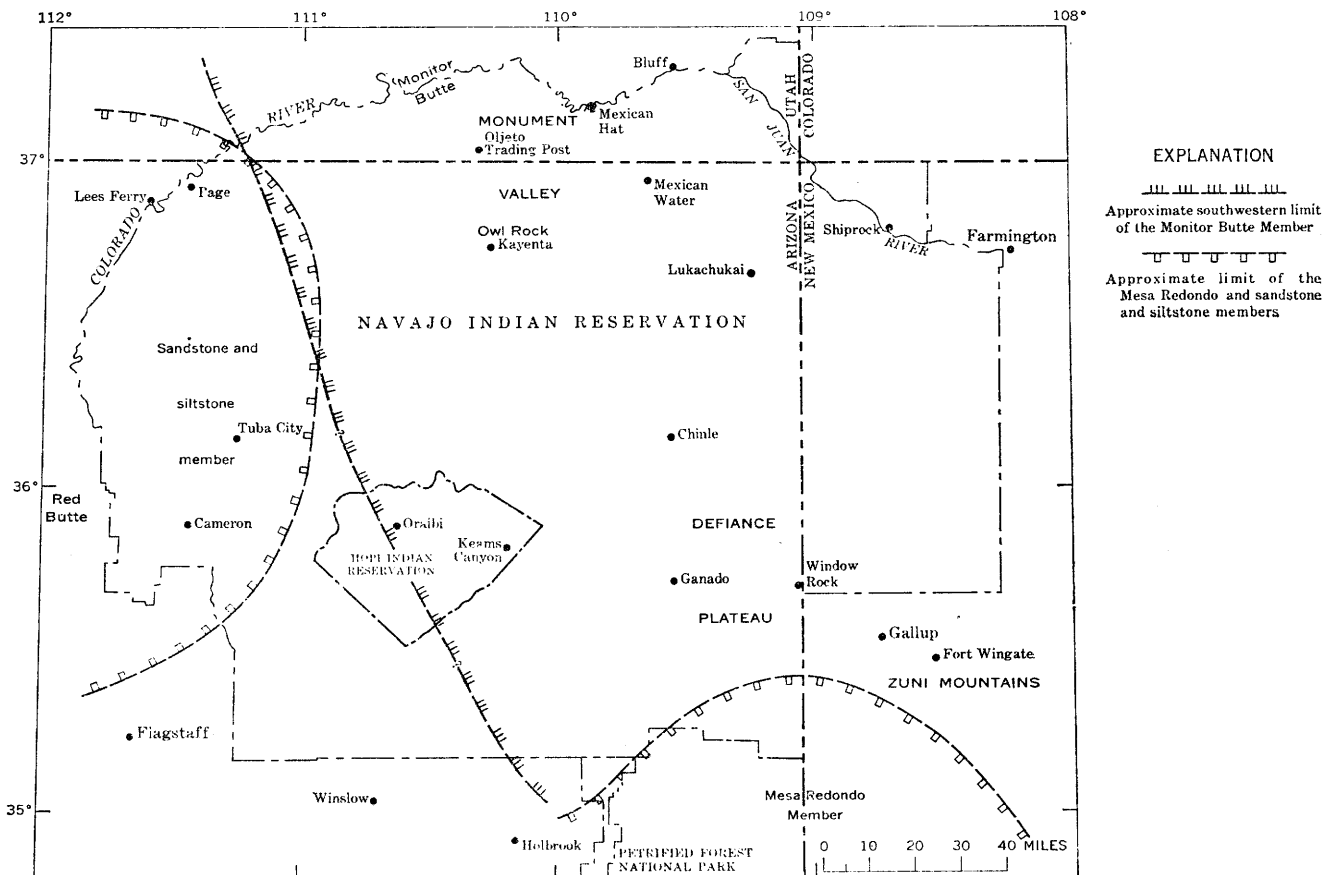 112°
111°
110°
109°
108°
Bluff
Monitor
Butte
RIVER
SAN
JUAN
UTAH
COLORADO
MONUMENT
Mexican
Hat
Oljeto
Trading Post
37°
EXPLANATION
Lees Ferry
Page
VALLEY
Mexican
Water
Approximate southwestern limit
of the Monitor Butte Member
COLORADO
Owl Rock
Kayenta
ARIZONA
NEW MEXICO
Shiprock
RIVER
Farmington
Lukachukai
Approximate limit of the
Mesa Redondo and sandstone
and siltstone members
NAVAJO INDIAN RESERVATION
Sandstone and
siltstone
member
Tuba City
Chinle
36°
Red
Butte
Cameron
Oraibi
Keams
Canyon
HOPI INDIAN
RESERVATION
DEFIANCE
Ganado
Window
Rock
PLATEAU
Gallup
Fort Wingate
ZUNI MOUNTAINS
Flagstaff
35°
Winslow
Mesa Redondo
Member
Holbrook
PETRIFIED FOREST
NATIONAL PARK
0 10 20 30 40 MILES